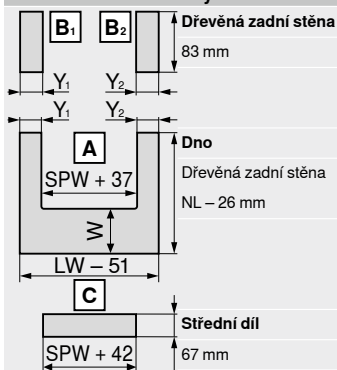 B₁
B₂
Dřevěná zadní stěna
83 mm
Y₁
Y₂
Y₁
Y₂
A
SPW + 37
W
LW – 51
Dno
Dřevěná zadní stěna
NL – 26 mm
C
SPW + 42
Střední díl
67 mm